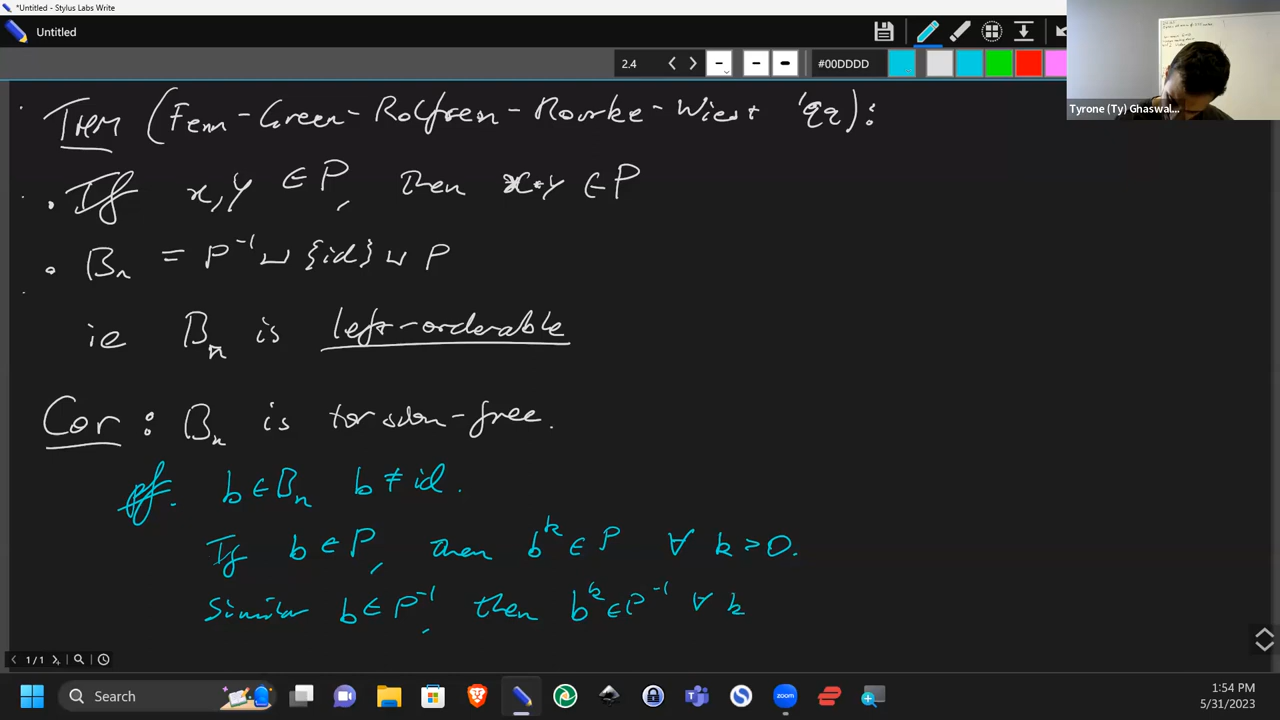 *Untitled - Stylus Labs Write
Untitled
2.4
#00DDDD
Tyrone (Ty) Ghaswal...
Thm (Fenn-Green-Rolfsen-Rourke-Wiest '99):
• If x,y ∈ P, then x·y ∈ P
• Bn = P⁻¹ ⊔ {id} ⊔ P
ie Bn is left-orderable
Cor: Bn is torsion-free.
pf. b ∈ Bn b ≠ id.
If b ∈ P, then bᵏ ∈ P ∀ k > 0.
Similar b ∈ P⁻¹, then bᵏ ∈ P⁻¹ ∀ k
1/1
Search
1:54 PM
5/31/2023